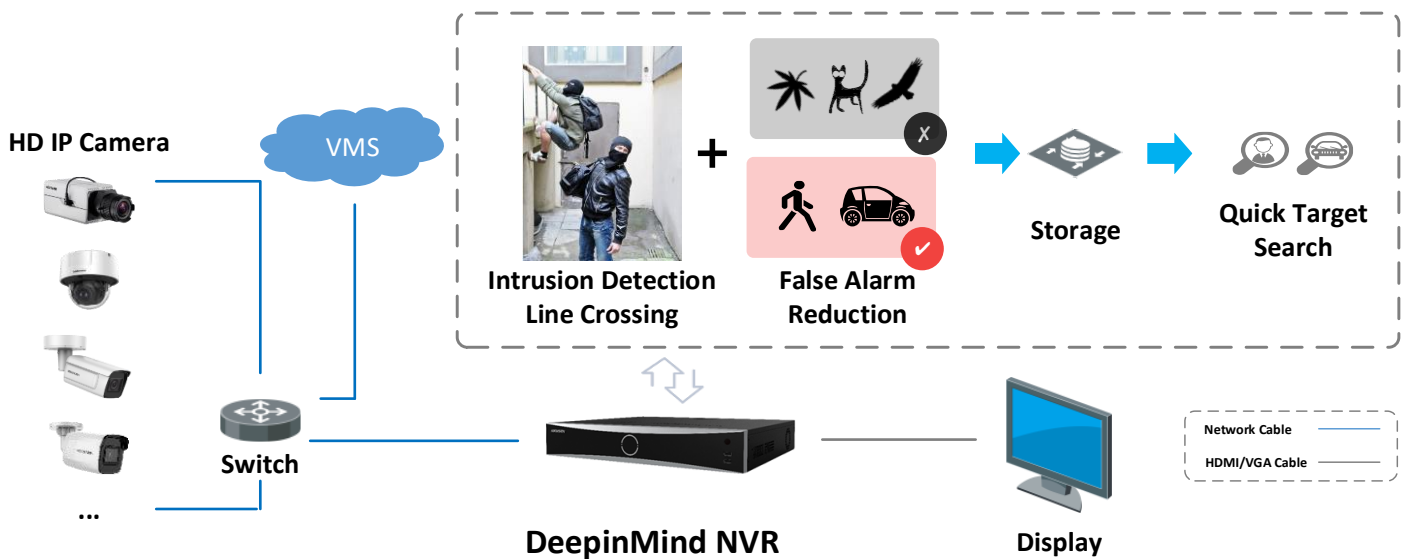 HD IP Camera
VMS
Intrusion Detection
Line Crossing
+
False Alarm
Reduction
✗
✔
Storage
Quick Target
Search
Switch
...
DeepinMind NVR
Display
Network Cable
HDMI/VGA Cable